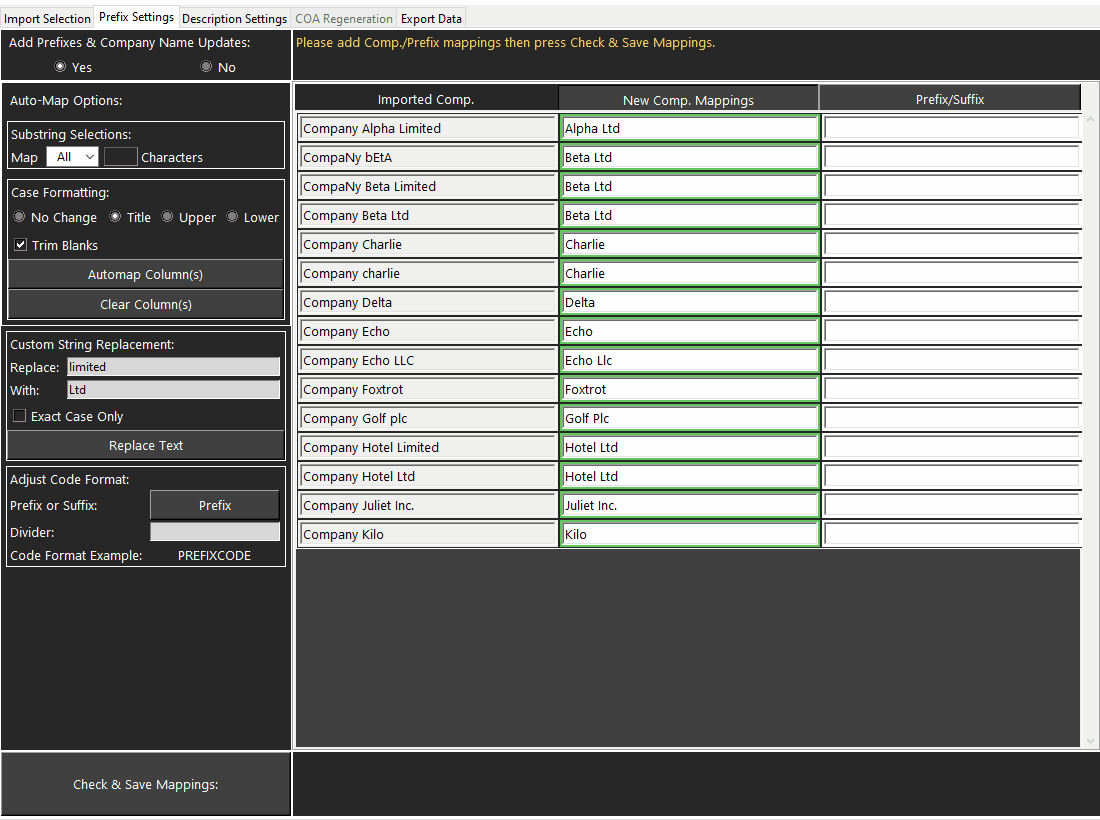 Import Selection Prefix Settings Description Settings COA Regeneration Export Data
Add Prefixes & Company Name Updates:
Yes No
Please add Comp./Prefix mappings then press Check & Save Mappings.
Auto-Map Options:
Substring Selections:
Map All Characters
Case Formatting:
No Change Title Upper Lower
Trim Blanks
Automap Column(s)
Clear Column(s)
Custom String Replacement:
Replace: limited
With: Ltd
Exact Case Only
Replace Text
Adjust Code Format:
Prefix or Suffix: Prefix
Divider:
Code Format Example: PREFIXCODE
Imported Comp. New Comp. Mappings Prefix/Suffix
Company Alpha Limited Alpha Ltd
CompaNy bEtA Beta Ltd
CompaNy Beta Limited Beta Ltd
Company Beta Ltd Beta Ltd
Company Charlie Charlie
Company charlie Charlie
Company Delta Delta
Company Echo Echo
Company Echo LLC Echo Llc
Company Foxtrot Foxtrot
Company Golf plc Golf Plc
Company Hotel Limited Hotel Ltd
Company Hotel Ltd Hotel Ltd
Company Juliet Inc. Juliet Inc.
Company Kilo Kilo
Check & Save Mappings: